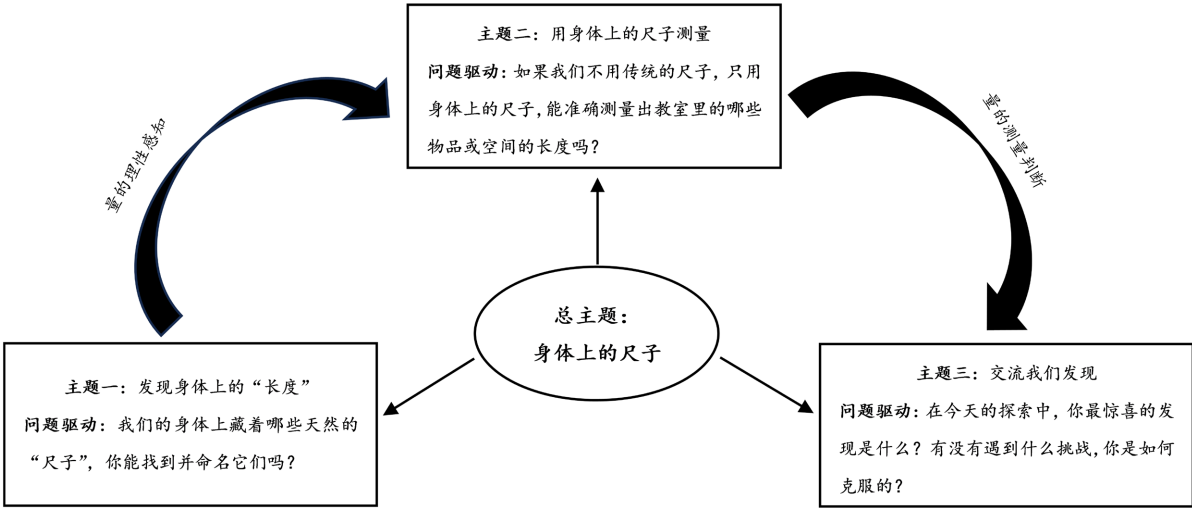 主题二：用身体上的尺子测量
问题驱动：如果我们不用传统的尺子，只用
身体上的尺子，能准确测量出教室里的哪些
物品或空间的长度吗？
量的理性感知
量的测量判断
总主题：
身体上的尺子
主题一：发现身体上的“长度”
问题驱动：我们的身体上藏着哪些天然的
“尺子”，你能找到并命名它们吗？
主题三：交流我们发现
问题驱动：在今天的探索中，你最惊喜的发
现是什么？有没有遇到什么挑战，你是如何
克服的？